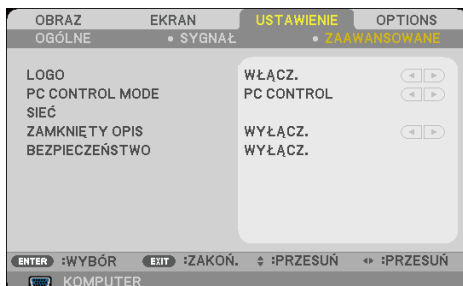 OBRAZ EKRAN USTAWIENIE OPTIONS
OGÓLNE • SYGNAŁ • ZAAWANSOWANE
LOGO WŁĄCZ.
PC CONTROL MODE PC CONTROL
SIEĆ
ZAMKNIĘTY OPIS WYŁĄCZ.
BEZPIECZEŃSTWO WYŁĄCZ.
ENTER :WYBÓR EXIT :ZAKOŃ. :PRZESUŃ :PRZESUŃ
KOMPUTER